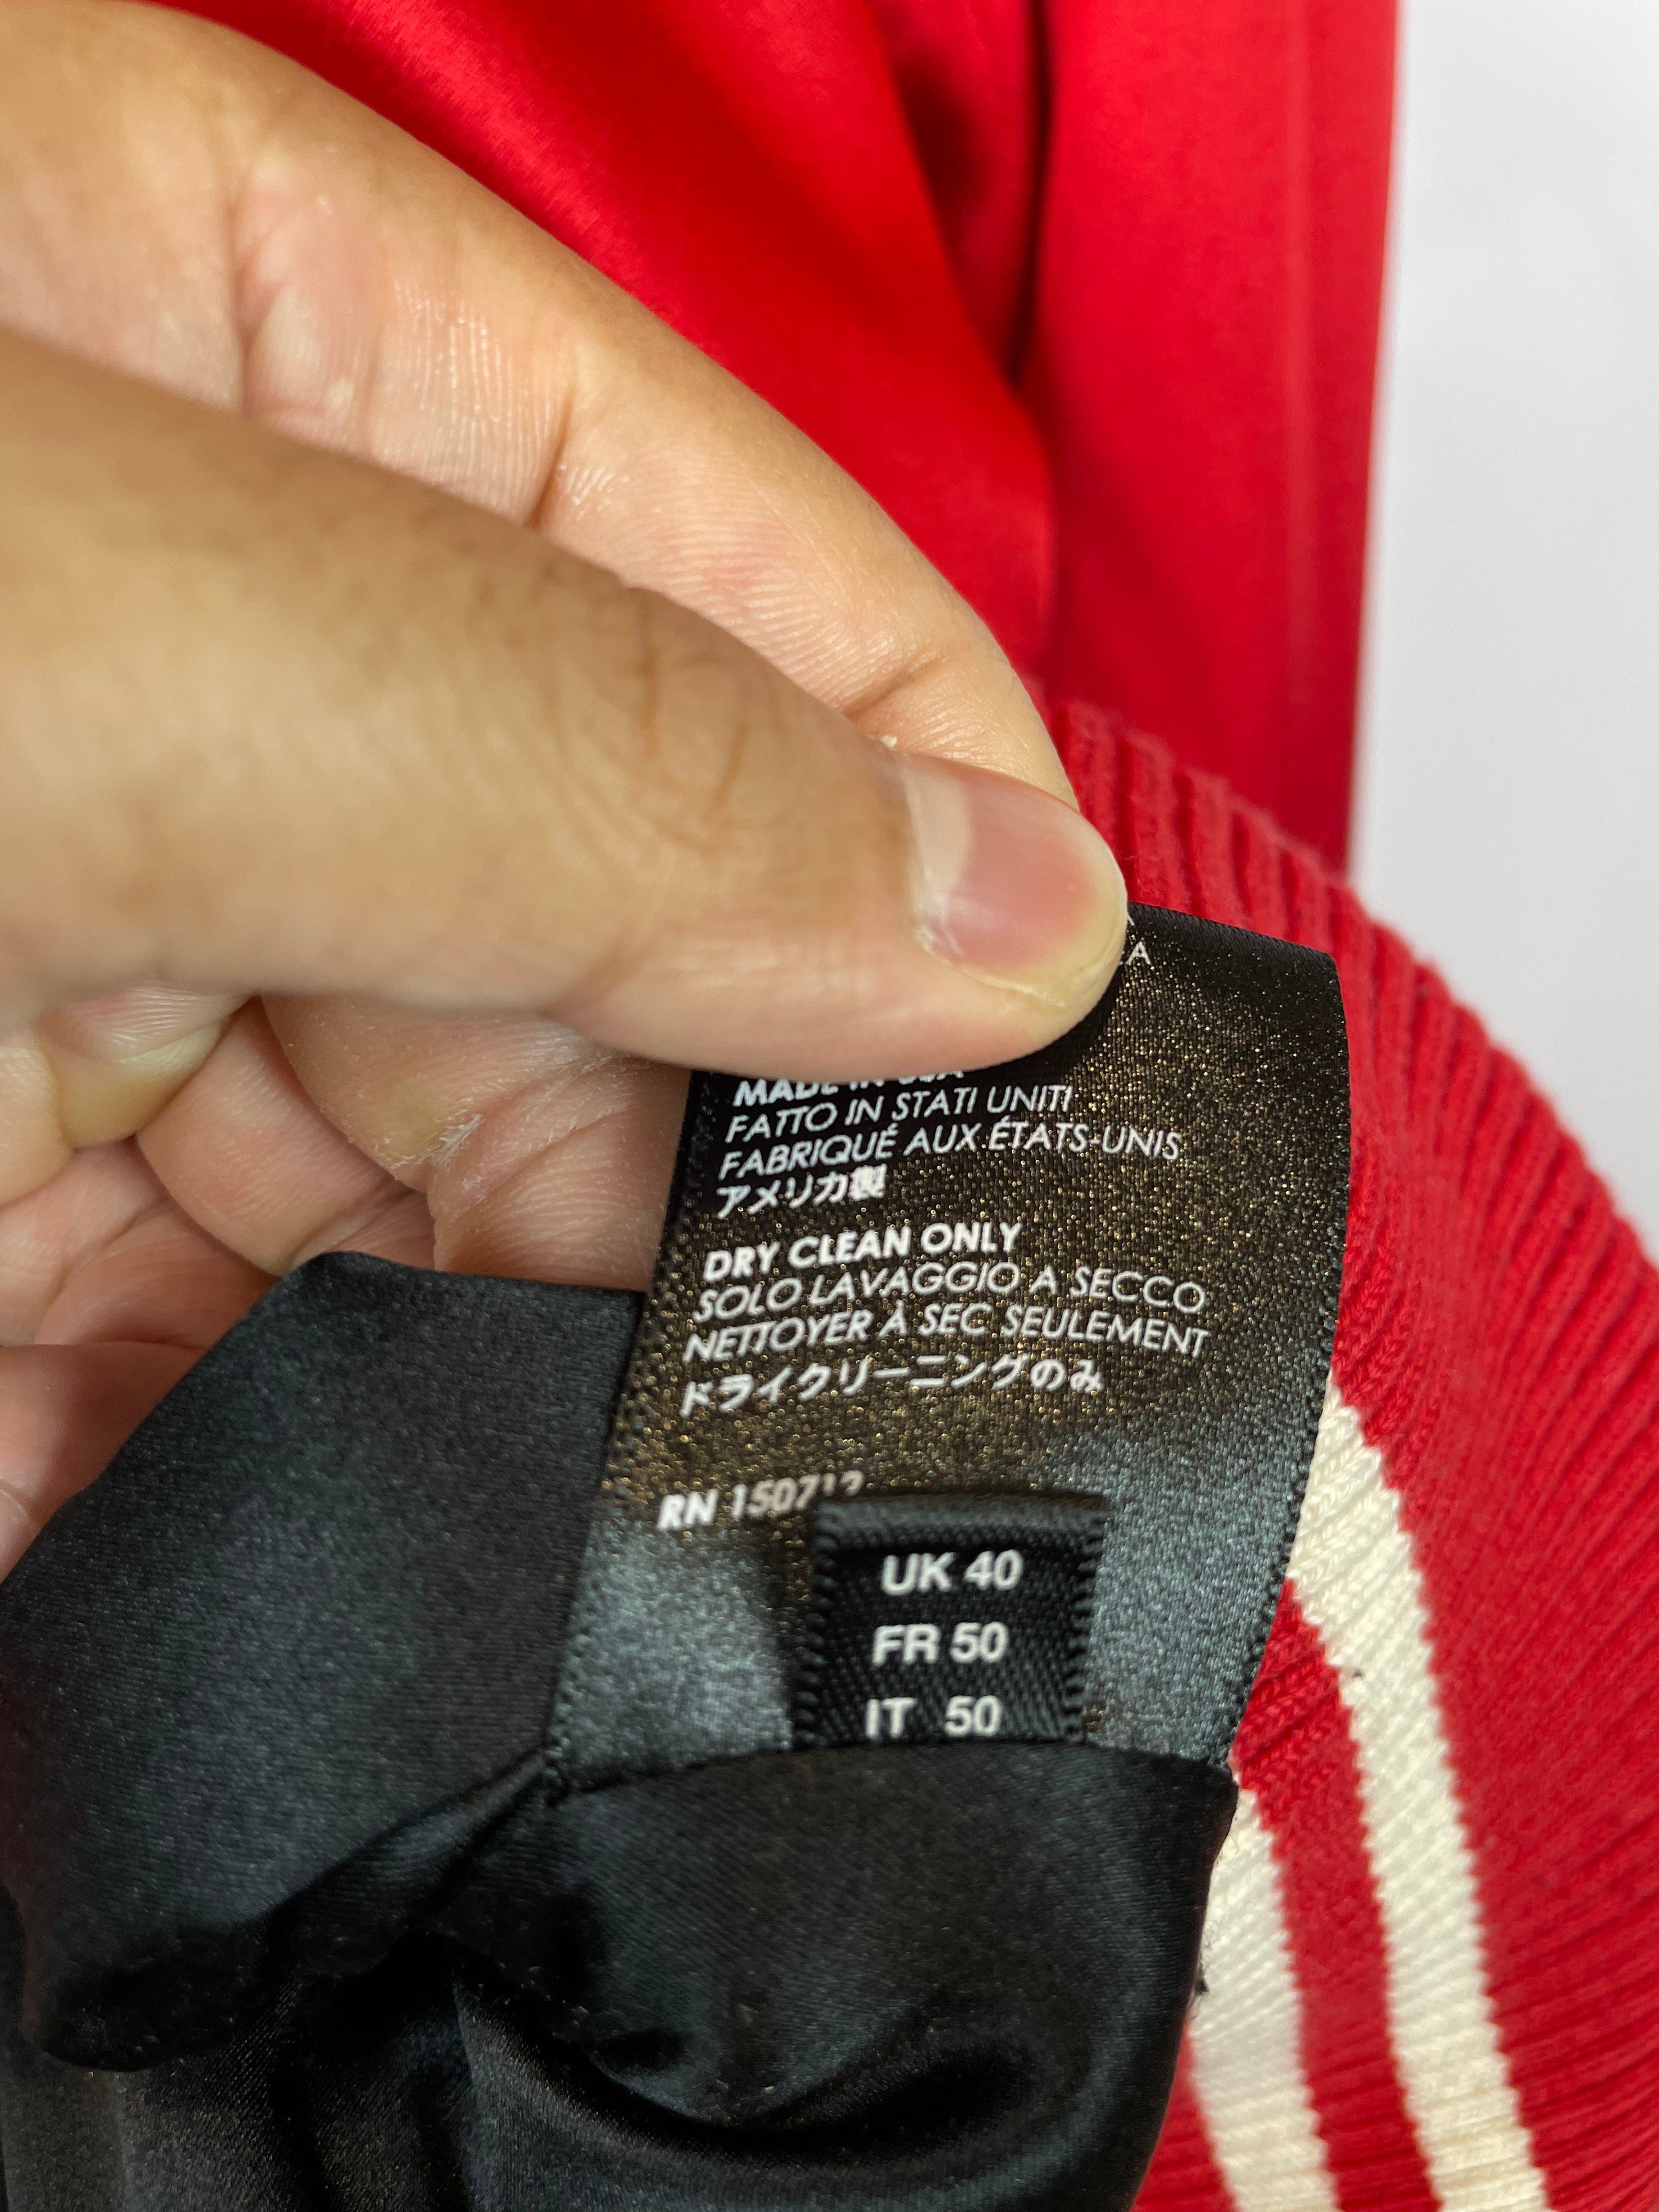 MADE IN USA
FATTO IN STATI UNITI
FABRIQUÉ AUX ÉTATS-UNIS
アメリカ製
DRY CLEAN ONLY
SOLO LAVAGGIO A SECCO
NETTOYER À SEC SEULEMENT
ドライクリーニングのみ
RN
UK 40
FR 50
IT 50